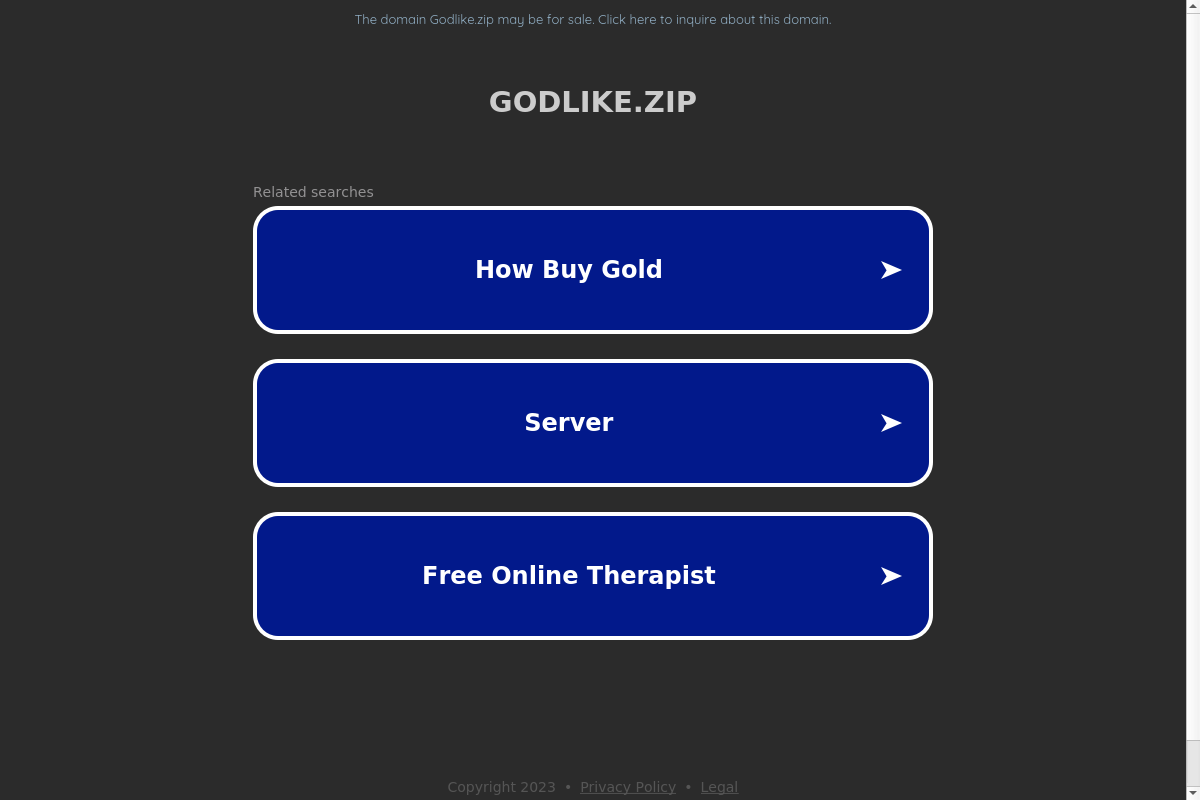 The domain Godlike.zip may be for sale. Click here to inquire about this domain.
GODLIKE.ZIP
Related searches
How Buy Gold
Server
Free Online Therapist
Copyright 2023 • Privacy Policy • Legal